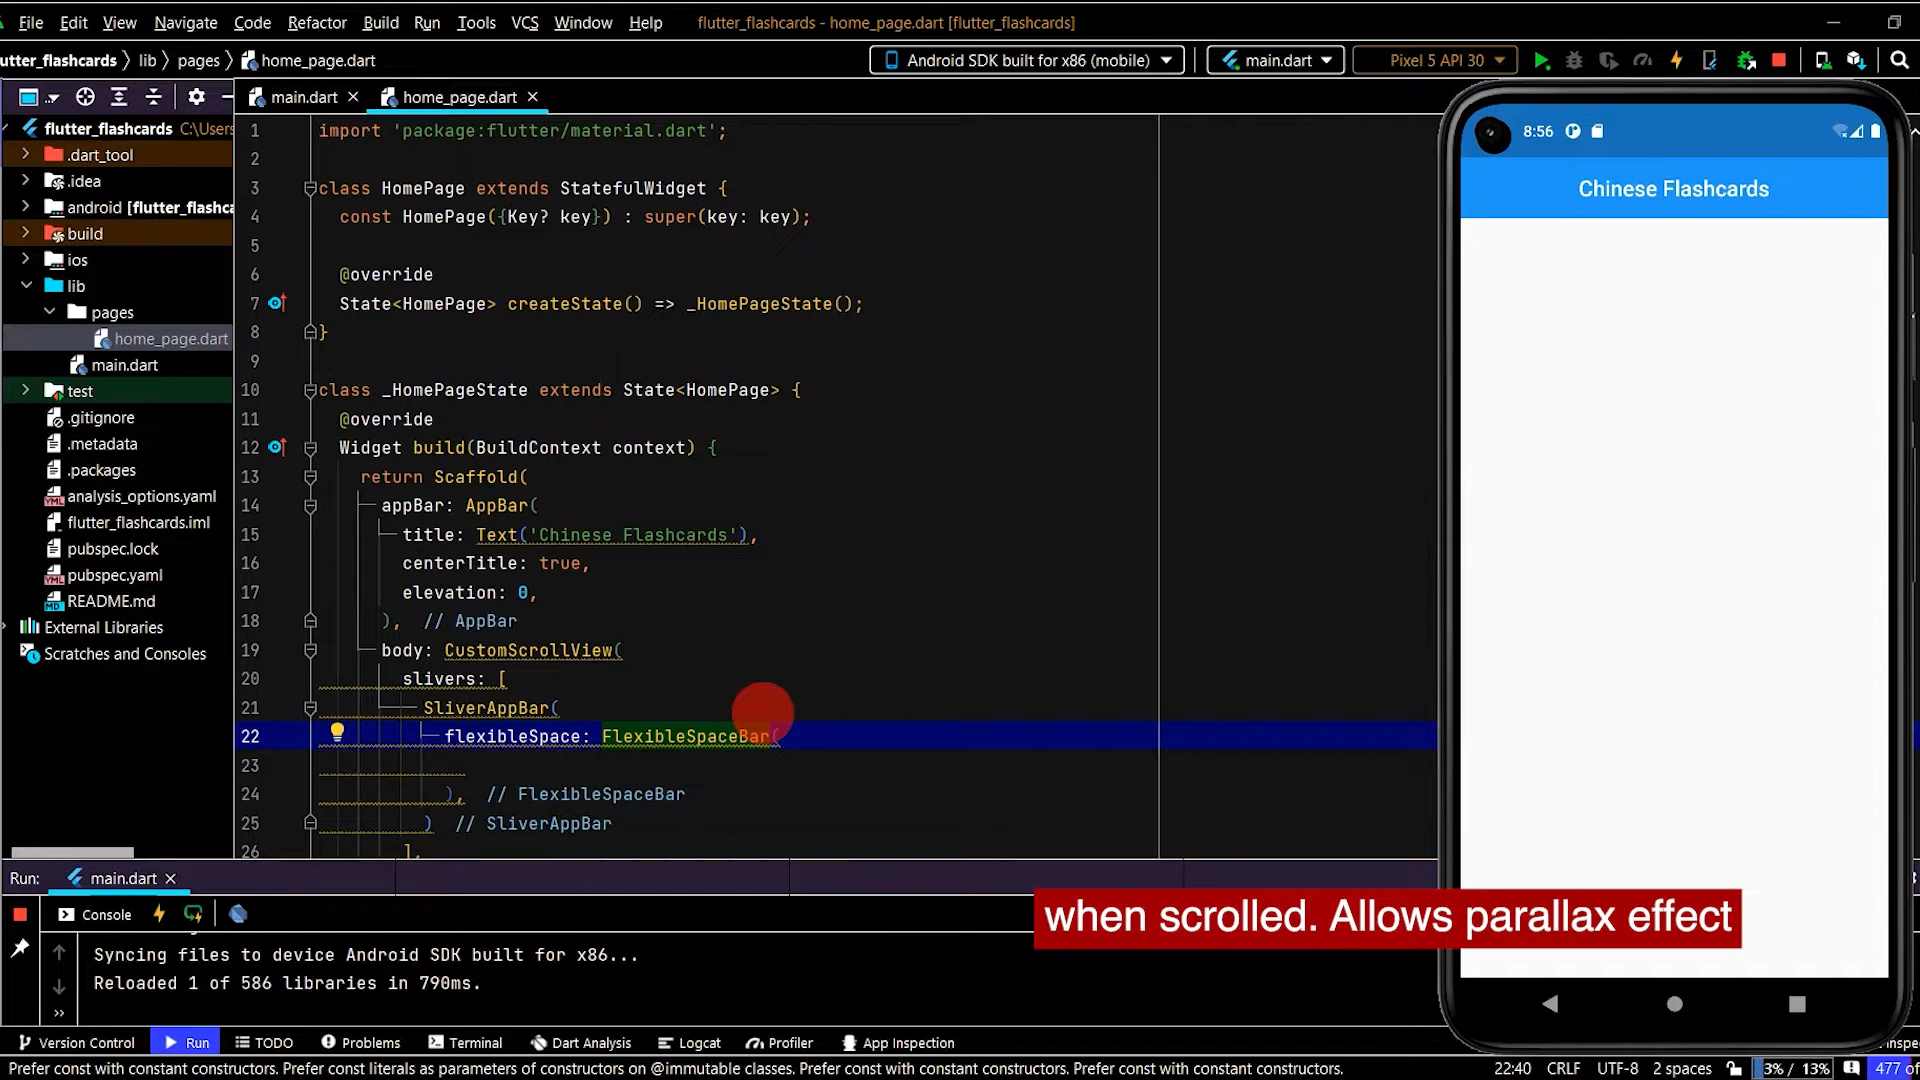 File Edit View Navigate Code Refactor Build Run Tools VCS Window Help flutter_flashcards - home_page.dart [flutter_flashcards]
utter_flashcards lib pages home_page.dart Android SDK built for x86 (mobile) main.dart Pixel 5 API 30
main.dart home_page.dart
flutter_flashcards C:\Users
.dart_tool
.idea
android [flutter_flashca
build
ios
lib
pages
home_page.dart
main.dart
test
.gitignore
.metadata
.packages
analysis_options.yaml
flutter_flashcards.iml
pubspec.lock
pubspec.yaml
README.md
External Libraries
Scratches and Consoles
1 import 'package:flutter/material.dart';
2
3 class HomePage extends StatefulWidget {
4 const HomePage({Key? key}) : super(key: key);
5
6 @override
7 State<HomePage> createState() => _HomePageState();
8 }
9
10 class _HomePageState extends State<HomePage> {
11 @override
12 Widget build(BuildContext context) {
13 return Scaffold(
14 appBar: AppBar(
15 title: Text('Chinese Flashcards'),
16 centerTitle: true,
17 elevation: 0,
18 ), // AppBar
19 body: CustomScrollView(
20 slivers: [
21 SliverAppBar(
22 flexibleSpace: FlexibleSpaceBar(
23
24 ), // FlexibleSpaceBar
25 ) // SliverAppBar
26 ],
8:56
Chinese Flashcards
when scrolled. Allows parallax effect
Run: main.dart
Console
Syncing files to device Android SDK built for x86...
Reloaded 1 of 586 libraries in 790ms.
Version Control Run TODO Problems Terminal Dart Analysis Logcat Profiler App Inspection
Prefer const with constant constructors. Prefer const literals as parameters of constructors on @immutable classes. Prefer const with constant constructors. Prefer const with constant constructors. 22:40 CRLF UTF-8 2 spaces 3% / 13% 477 of